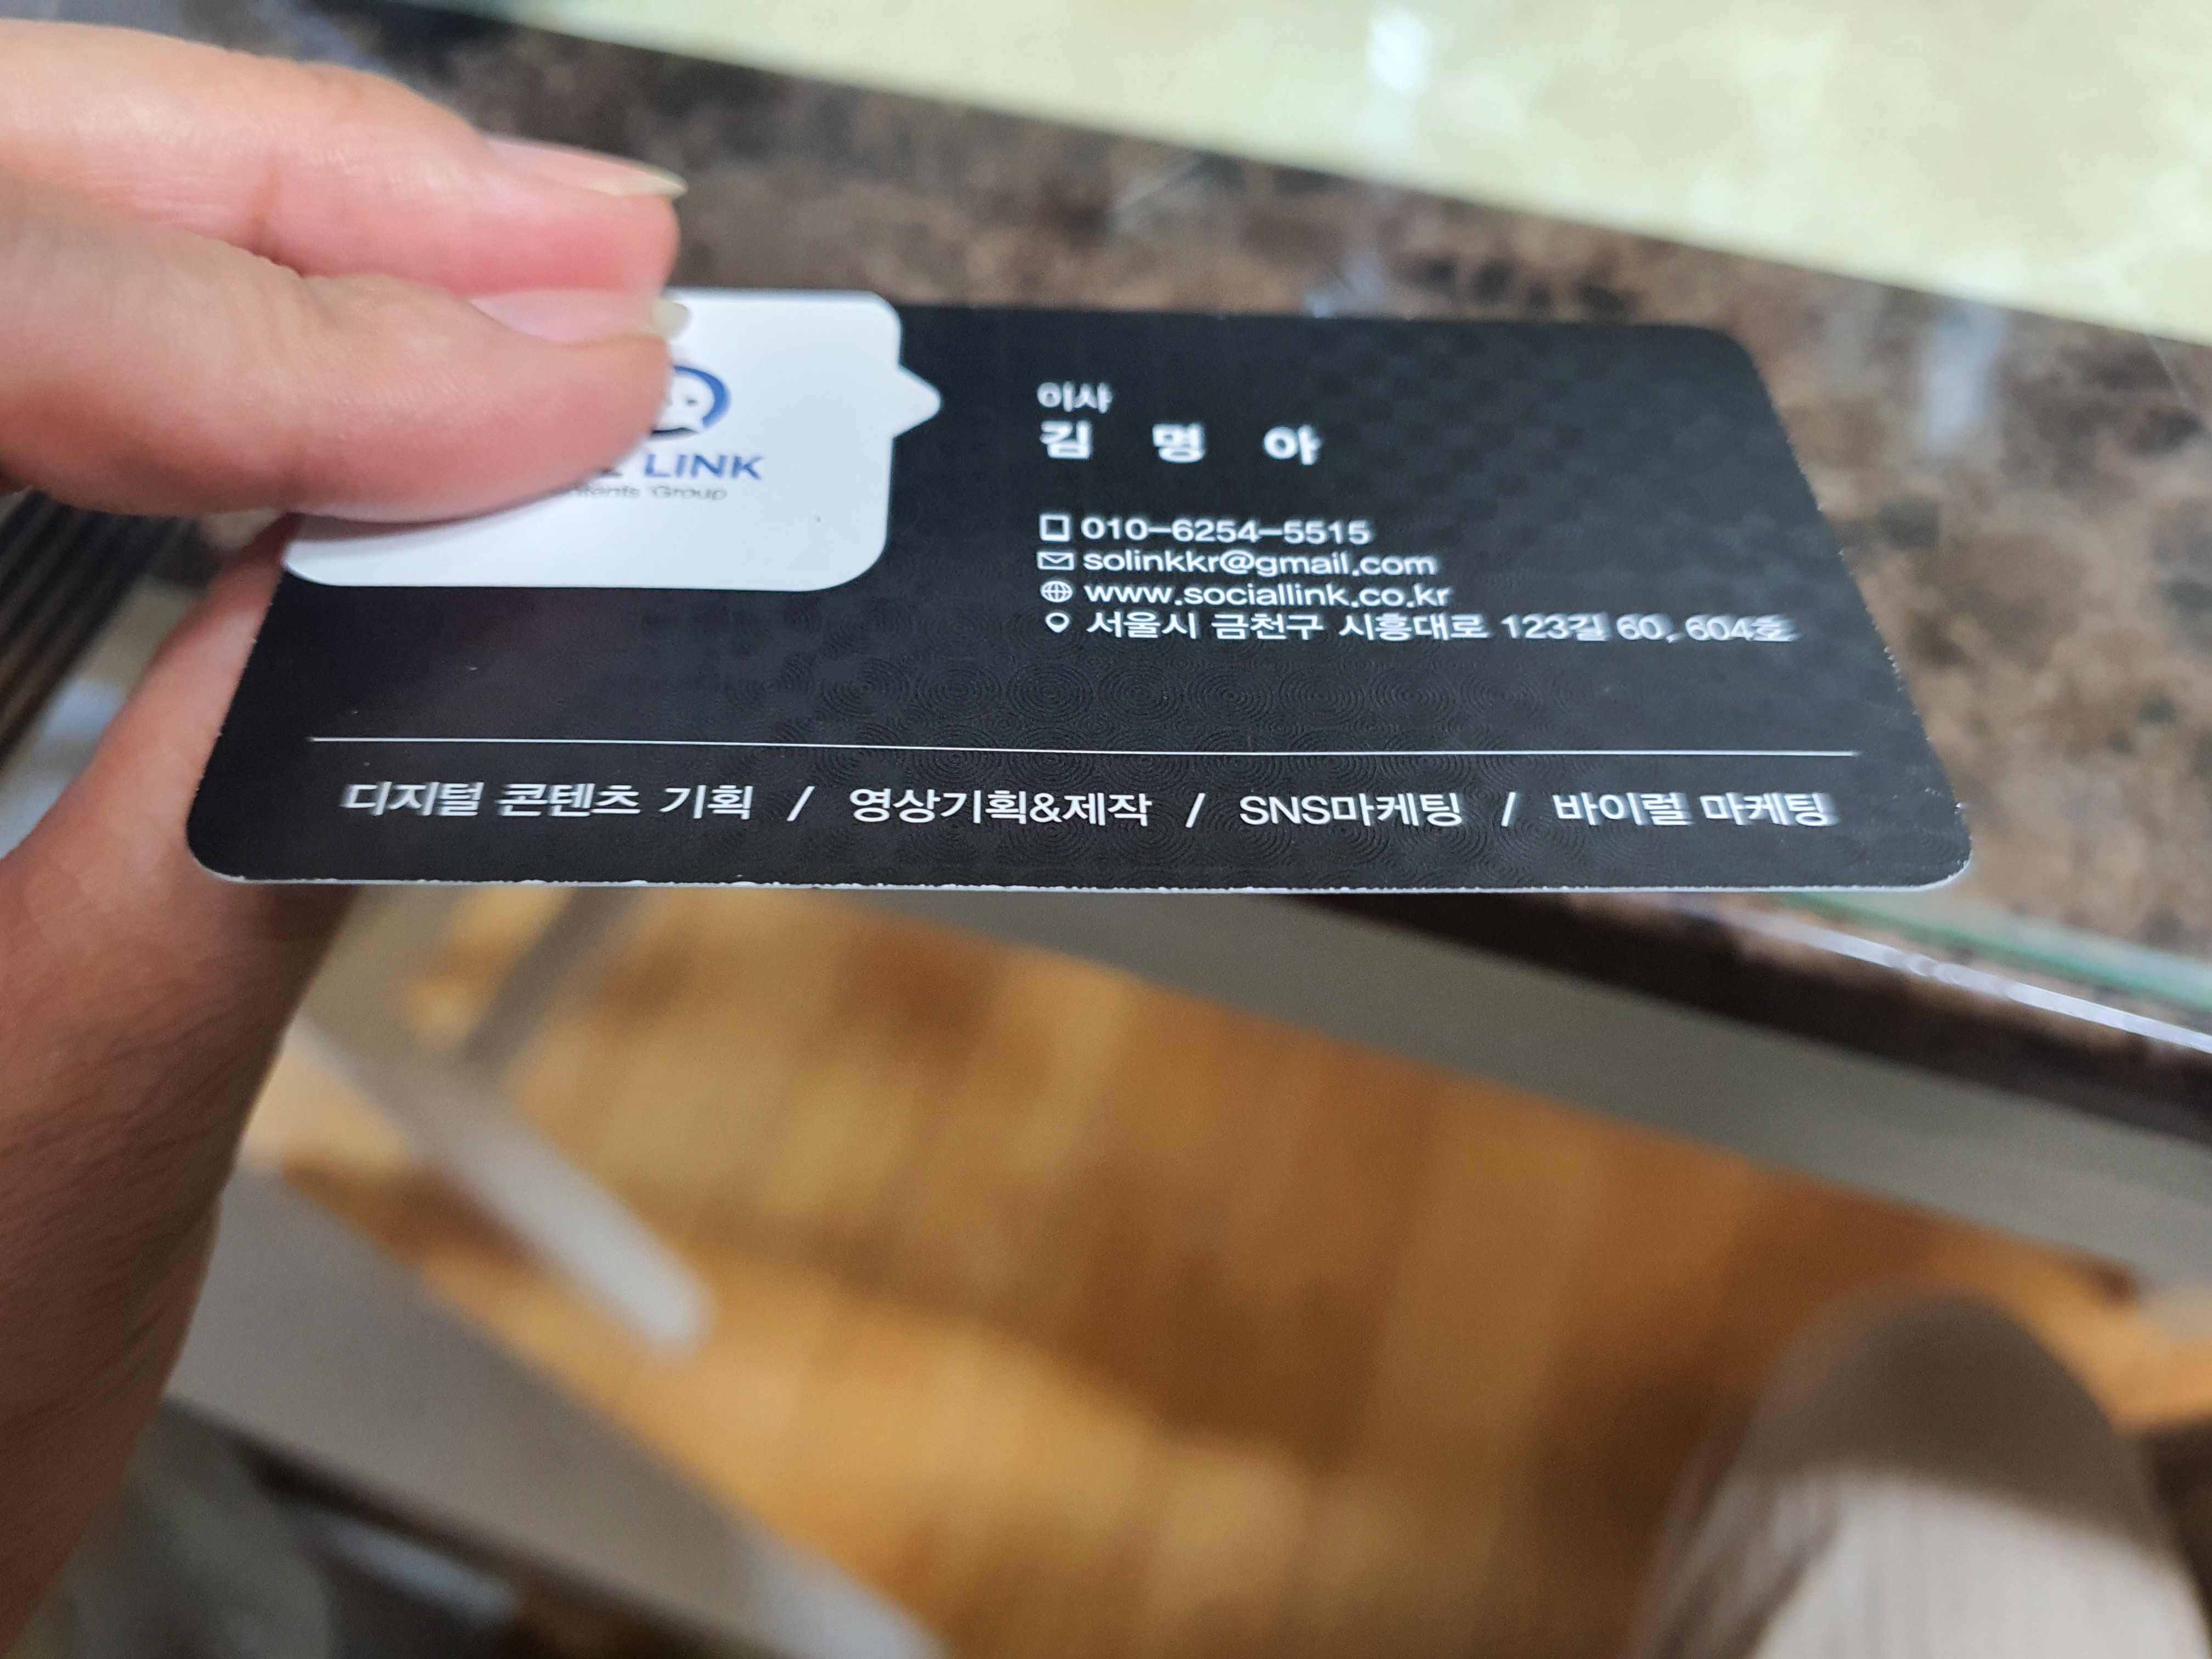 LINK
Group
이사
김 명 아
010-6254-5515
solinkkr@gmail.com
www.sociallink.co.kr
서울시 금천구 시흥대로 123길 60, 604호
디지털 콘텐츠 기획 / 영상기획&제작 / SNS마케팅 / 바이럴 마케팅